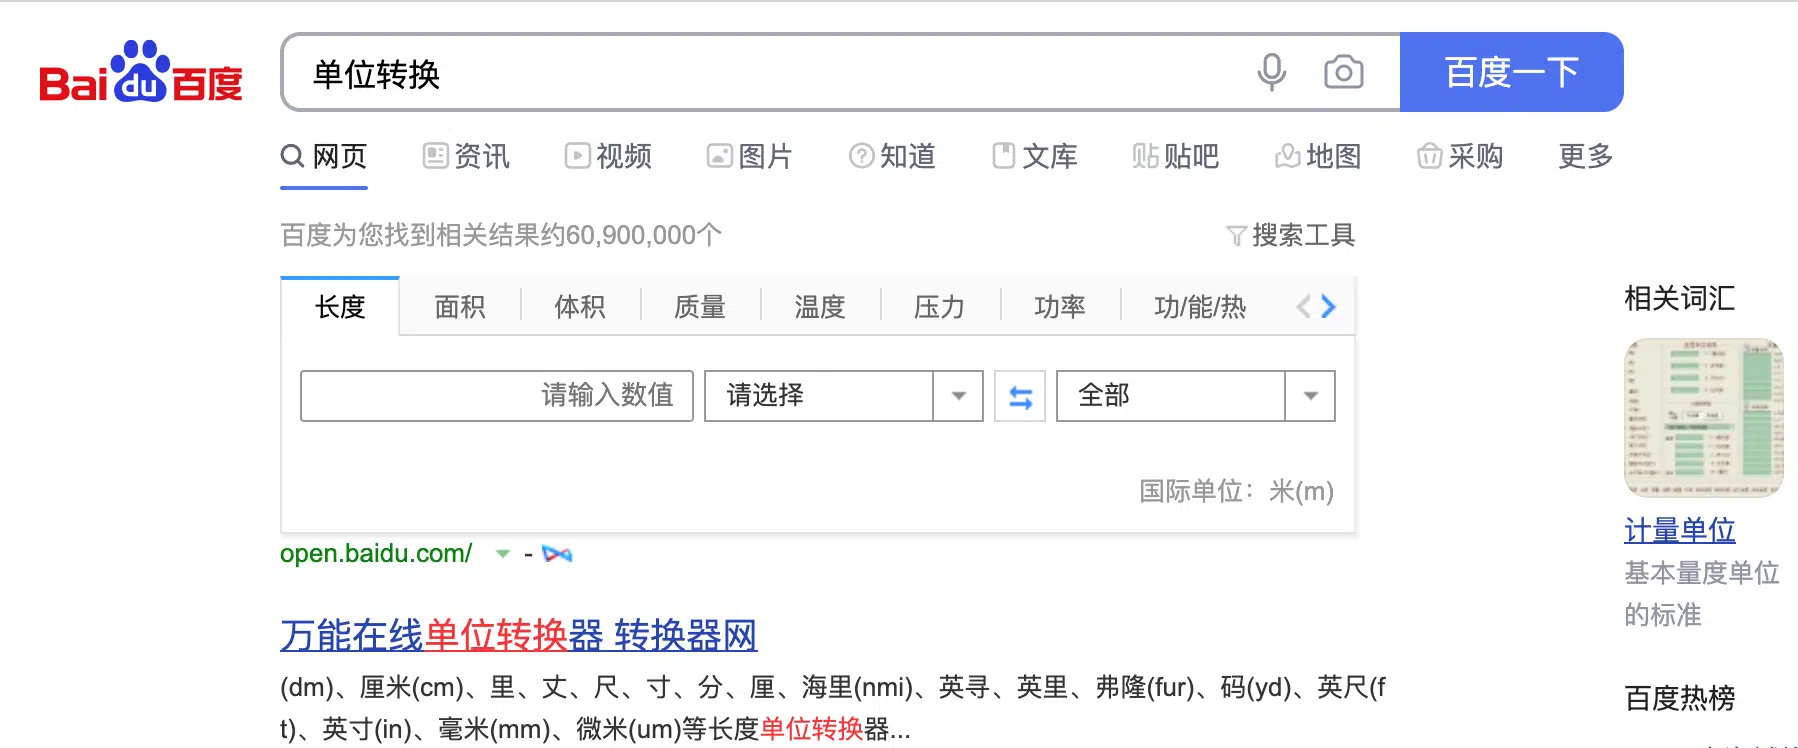 Bai du 百度
单位转换
百度一下
网页 资讯 视频 图片 知道 文库 贴吧 地图 采购 更多
百度为您找到相关结果约60,900,000个
搜索工具
长度 面积 体积 质量 温度 压力 功率 功/能/热
请输入数值 请选择 全部
国际单位：米(m)
open.baidu.com/ -
万能在线单位转换器 转换器网
(dm)、厘米(cm)、里、丈、尺、寸、分、厘、海里(nmi)、英寻、英里、弗隆(fur)、码(yd)、英尺(f
t)、英寸(in)、毫米(mm)、微米(um)等长度单位转换器...
相关词汇
计量单位
基本量度单位
的标准
百度热榜